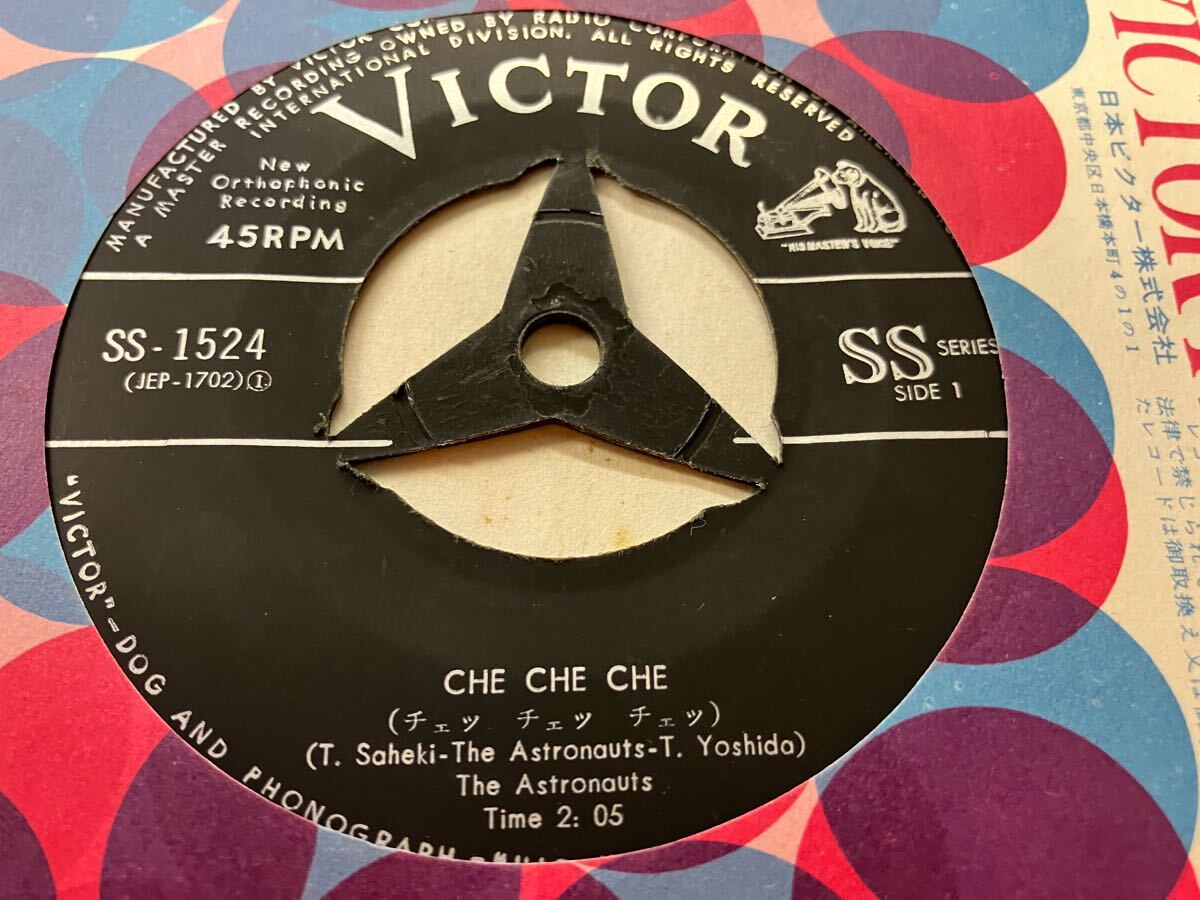 MANUFACTURED BY VICTOR
A MASTER RECORDING OWNED BY RADIO
INTERNATIONAL DIVISION. ALL RIGHTS RESERVED
VICTOR
New
Orthophonic
Recording
45RPM
"HIS MASTER'S VOICE"
SS-1524
(JEP-1702)①
SS SERIES
SIDE 1
CHE CHE CHE
(チェッ チェッ チェッ)
(T. Saheki-The Astronauts-T. Yoshida)
The Astronauts
Time 2: 05
"VICTOR"-DOG AND PHONOGRAPH-
VICTOR
日本ビクター株式会社
東京都中央区日本橋本町4の1の1
法律で禁じられ
たレコードは御取換え